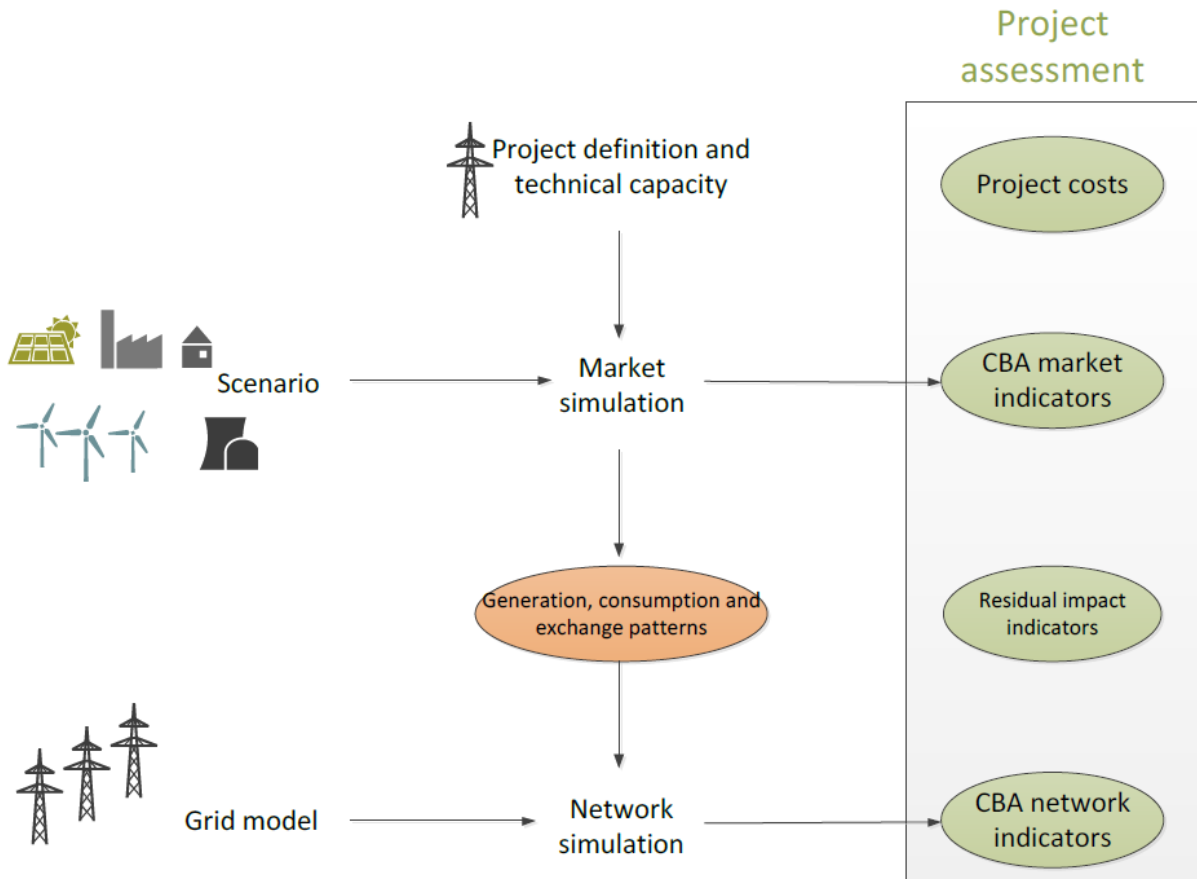 Project
assessment
Project definition and
technical capacity
Project costs
Scenario
Market
simulation
CBA market
indicators
Generation, consumption and
exchange patterns
Residual impact
indicators
Grid model
Network
simulation
CBA network
indicators